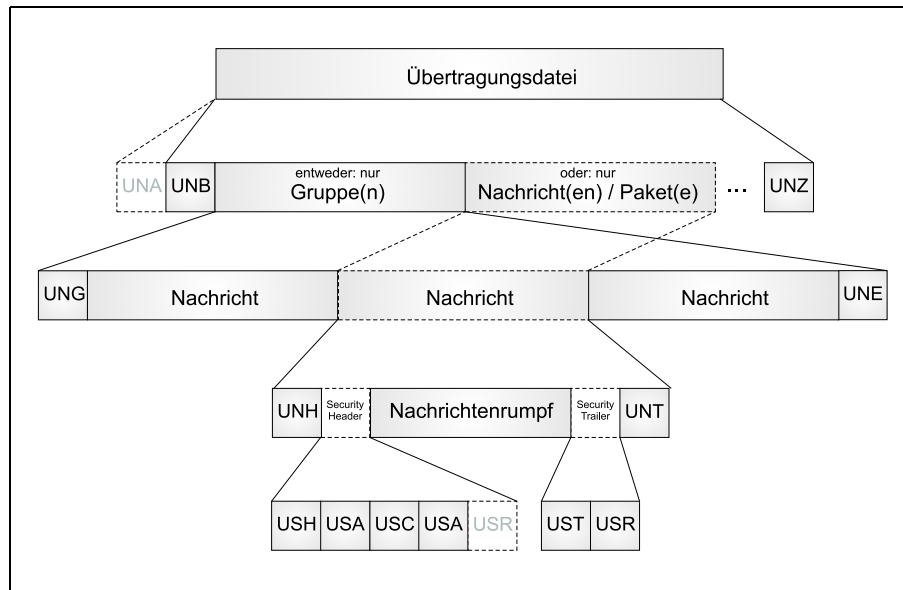 Übertragungsdatei
UNA UNB entweder: nur Gruppe(n) oder: nur Nachricht(en) / Paket(e) ... UNZ
UNG Nachricht Nachricht Nachricht UNE
UNH Security Header Nachrichtenrumpf Security Trailer UNT
USH USA USC USA USR UST USR